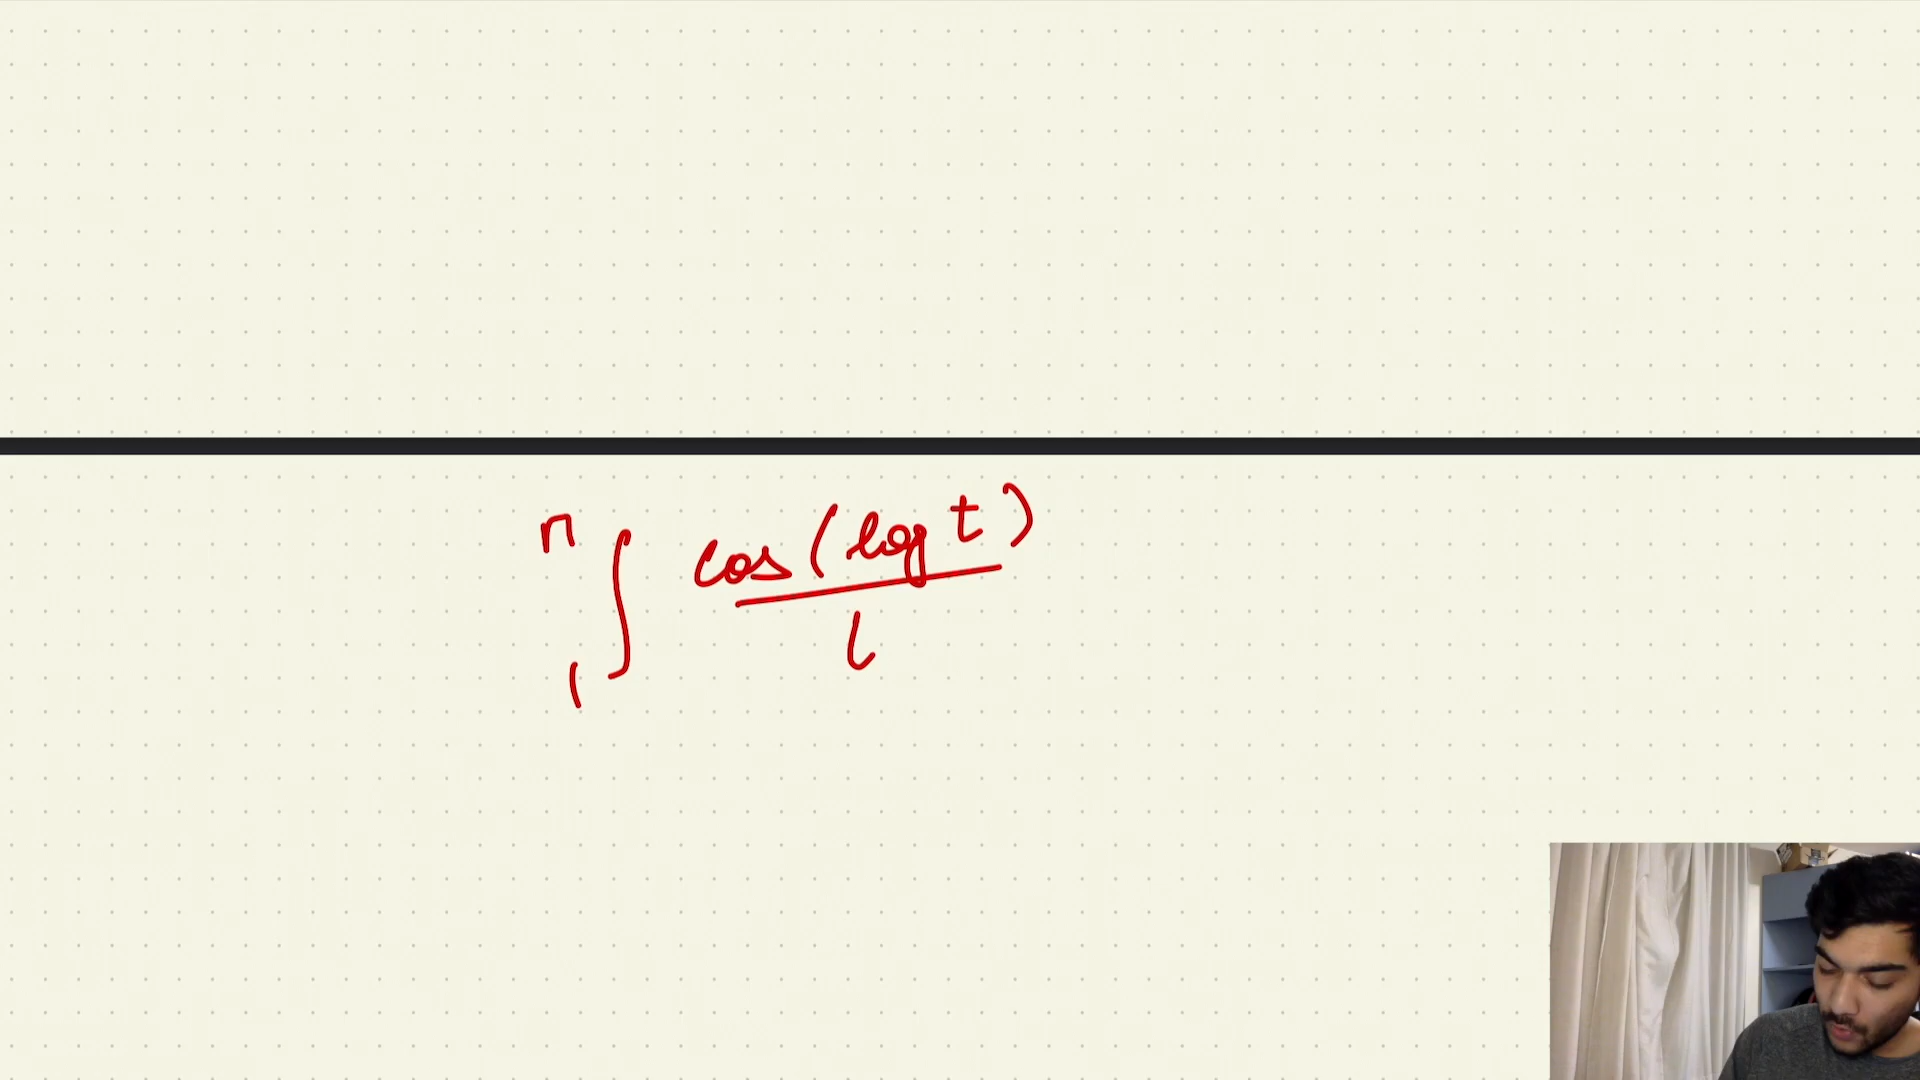 n
∫ cos(log t)
l
1